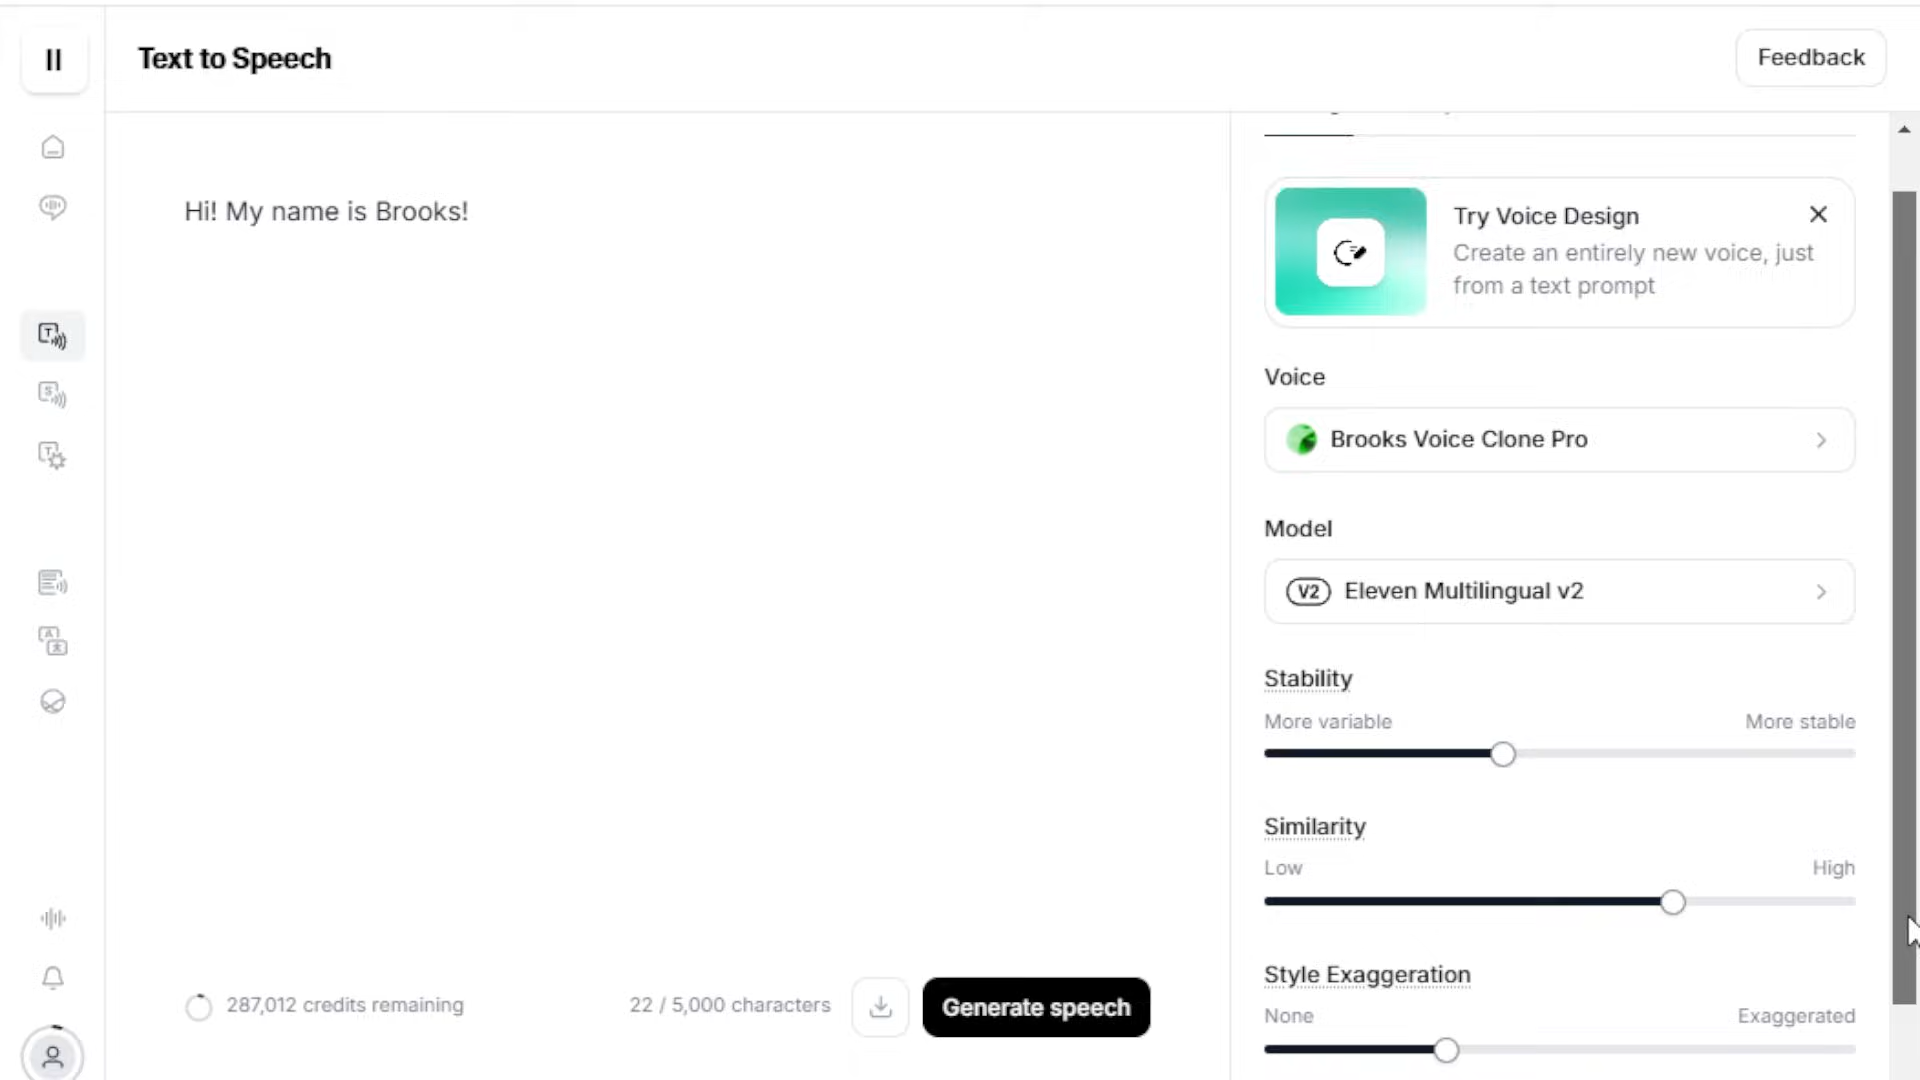 Text to Speech
Feedback
Hi! My name is Brooks!
Try Voice Design
Create an entirely new voice, just
from a text prompt
Voice
Brooks Voice Clone Pro
Model
V2 Eleven Multilingual v2
Stability
More variable More stable
Similarity
Low High
Style Exaggeration
None Exaggerated
287,012 credits remaining
22 / 5,000 characters
Generate speech